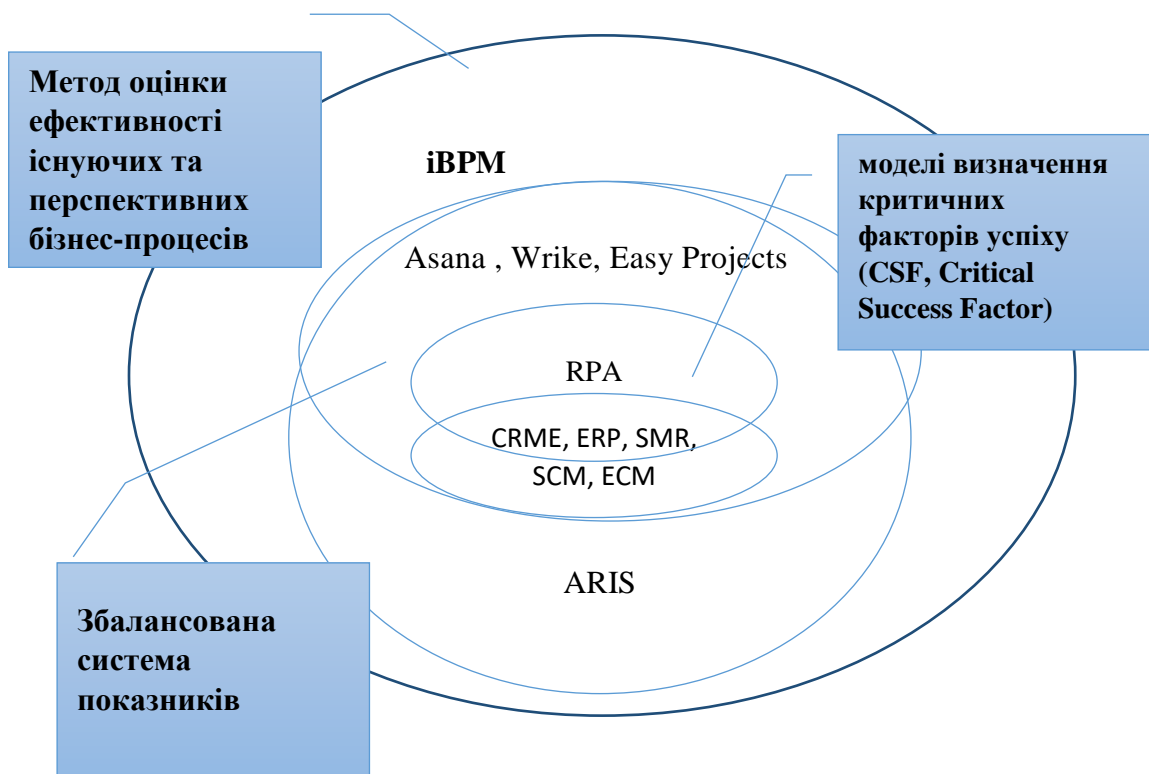 Метод оцінки
ефективності
існуючих та
перспективних
бізнес-процесів
iBPM
моделі визначення
критичних
факторів успіху
(CSF, Critical
Success Factor)
Asana , Wrike, Easy Projects
RPA
CRME, ERP, SMR,
SCM, ECM
ARIS
Збалансована
система
показників